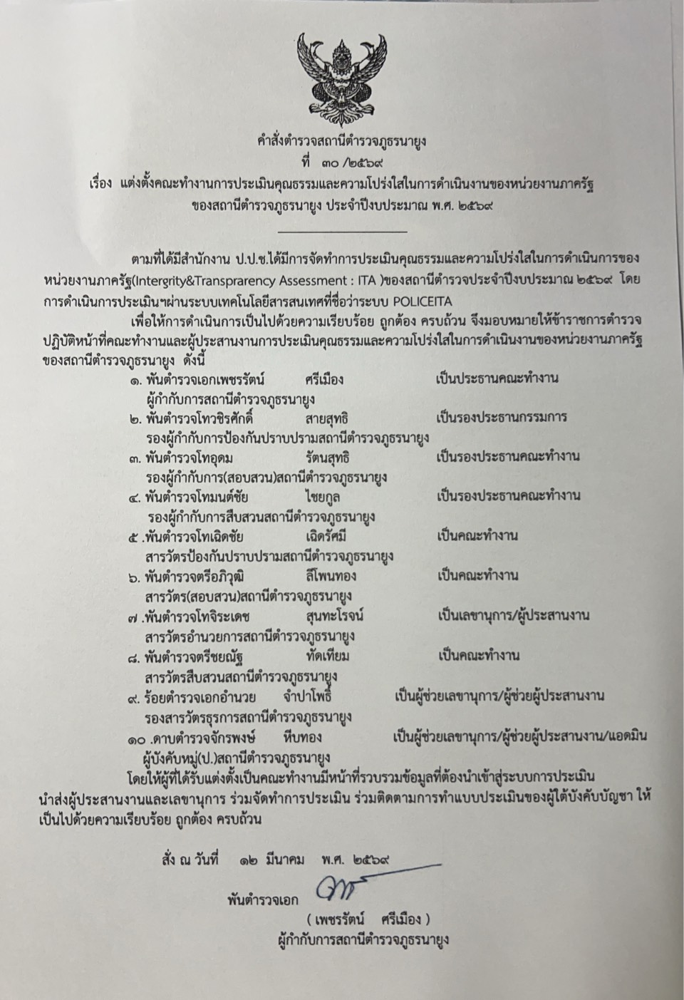 คำสั่งตำรวจสถานีตำรวจภูธรนายูง
ที่ ๓๐ /๒๕๖๙
เรื่อง แต่งตั้งคณะทำงานการประเมินคุณธรรมและความโปร่งใสในการดำเนินงานของหน่วยงานภาครัฐ
ของสถานีตำรวจภูธรนายูง ประจำปีงบประมาณ พ.ศ. ๒๕๖๙
ตามที่ได้มีสำนักงาน ป.ป.ช.ได้มีการจัดทำการประเมินคุณธรรมและความโปร่งใสในการดำเนินการของ
หน่วยงานภาครัฐ(Intergrity&Transprarency Assessment : ITA )ของสถานีตำรวจประจำปีงบประมาณ ๒๕๖๙ โดย
การดำเนินการประเมินฯผ่านระบบเทคโนโลยีสารสนเทศที่ชื่อว่าระบบ POLICEITA
เพื่อให้การดำเนินการเป็นไปด้วยความเรียบร้อย ถูกต้อง ครบถ้วน จึงมอบหมายให้ข้าราชการตำรวจ
ปฏิบัติหน้าที่คณะทำงานและผู้ประสานงานการประเมินคุณธรรมและความโปร่งใสในการดำเนินงานของหน่วยงานภาครัฐ
ของสถานีตำรวจภูธรนายูง ดังนี้
๑. พันตำรวจเอกเพชรรัตน์ ศรีเมือง เป็นประธานคณะทำงาน
ผู้กำกับการสถานีตำรวจภูธรนายูง
๒. พันตำรวจโทวชิรศักดิ์ สายสุทธิ เป็นรองประธานกรรมการ
รองผู้กำกับการป้องกันปราบปรามสถานีตำรวจภูธรนายูง
๓. พันตำรวจโทอุดม รัตนสุทธิ เป็นรองประธานคณะทำงาน
รองผู้กำกับการ(สอบสวน)สถานีตำรวจภูธรนายูง
๔. พันตำรวจโทมนต์ชัย ไชยกูล เป็นรองประธานคณะทำงาน
รองผู้กำกับการสืบสวนสถานีตำรวจภูธรนายูง
๕ .พันตำรวจโทเฉิดชัย เฉิดรัศมี เป็นคณะทำงาน
สารวัตรป้องกันปราบปรามสถานีตำรวจภูธรนายูง
๖. พันตำรวจตรีอภิวุฒิ ลีโพนทอง เป็นคณะทำงาน
สารวัตร(สอบสวน)สถานีตำรวจภูธรนายูง
๗ .พันตำรวจโทจิระเดช สุนทะโรจน์ เป็นเลขานุการ/ผู้ประสานงาน
สารวัตรอำนวยการสถานีตำรวจภูธรนายูง
๘. พันตำรวจตรีชยณัฐ ทัดเทียม เป็นคณะทำงาน
สารวัตรสืบสวนสถานีตำรวจภูธรนายูง
๙. ร้อยตำรวจเอกอำนวย จำปาโพธิ์ เป็นผู้ช่วยเลขานุการ/ผู้ช่วยผู้ประสานงาน
รองสารวัตรธุรการสถานีตำรวจภูธรนายูง
๑๐ .ดาบตำรวจจักรพงษ์ หีบทอง เป็นผู้ช่วยเลขานุการ/ผู้ช่วยผู้ประสานงาน/แอดมิน
ผู้บังคับหมู่(ป.)สถานีตำรวจภูธรนายูง
โดยให้ผู้ที่ได้รับแต่งตั้งเป็นคณะทำงานมีหน้าที่รวบรวมข้อมูลที่ต้องนำเข้าสู่ระบบการประเมิน
นำส่งผู้ประสานงานและเลขานุการ ร่วมจัดทำการประเมิน ร่วมติดตามการทำแบบประเมินของผู้ใต้บังคับบัญชา ให้
เป็นไปด้วยความเรียบร้อย ถูกต้อง ครบถ้วน
สั่ง ณ วันที่ ๑๒ มีนาคม พ.ศ. ๒๕๖๙
พันตำรวจเอก
( เพชรรัตน์ ศรีเมือง )
ผู้กำกับการสถานีตำรวจภูธรนายูง